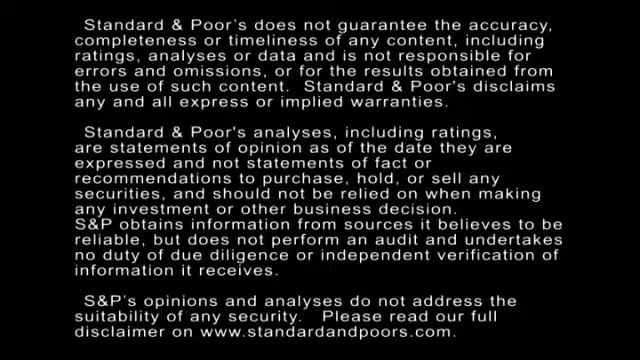 Standard & Poor's does not guarantee the accuracy,
completeness or timeliness of any content, including
ratings, analyses or data and is not responsible for
errors and omissions, or for the results obtained from
the use of such content. Standard & Poor's disclaims
any and all express or implied warranties.
Standard & Poor's analyses, including ratings,
are statements of opinion as of the date they are
expressed and not statements of fact or
recommendations to purchase, hold, or sell any
securities, and should not be relied on when making
any investment or other business decision.
S&P obtains information from sources it believes to be
reliable, but does not perform an audit and undertakes
no duty of due diligence or independent verification of
information it receives.
S&P's opinions and analyses do not address the
suitability of any security. Please read our full
disclaimer on www.standardandpoors.com.